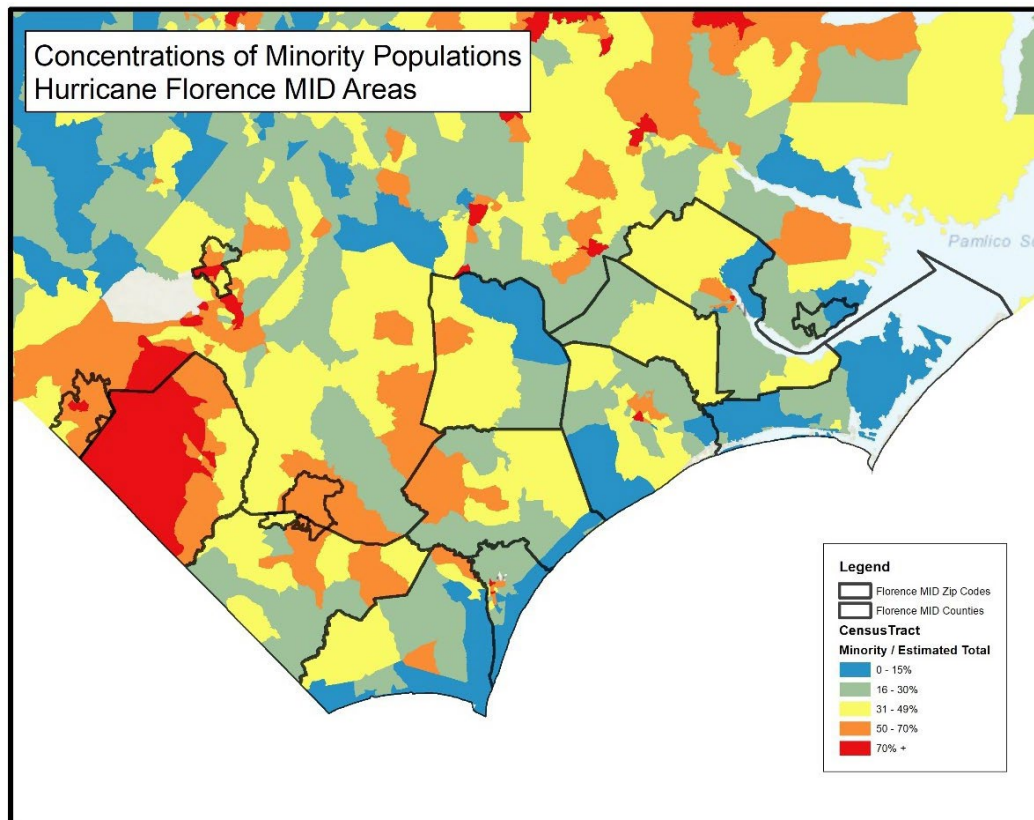 Concentrations of Minority Populations
Hurricane Florence MID Areas
Pamlico So
Legend
Florence MID Zip Codes
Florence MID Counties
CensusTract
Minority / Estimated Total
0 - 15%
16 - 30%
31 - 49%
50 - 70%
70% +